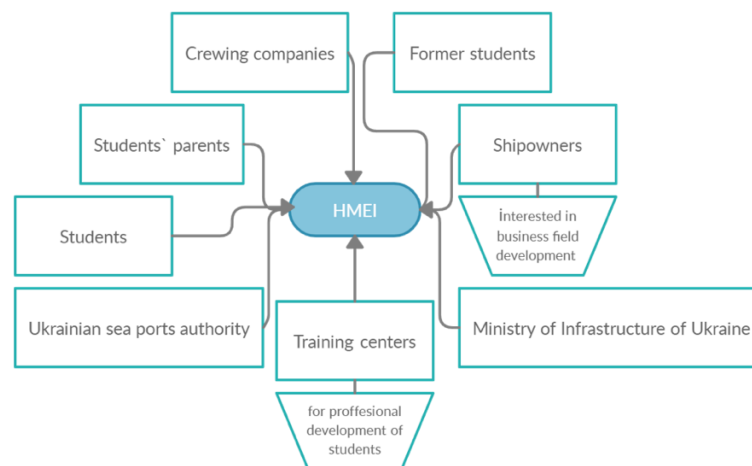 Crewing companies
Former students
Students` parents
Shipowners
HMEI
interested in
business field
development
Students
Ukrainian sea ports authority
Training centers
Ministry of Infrastructure of Ukraine
for proffesional
development of
students